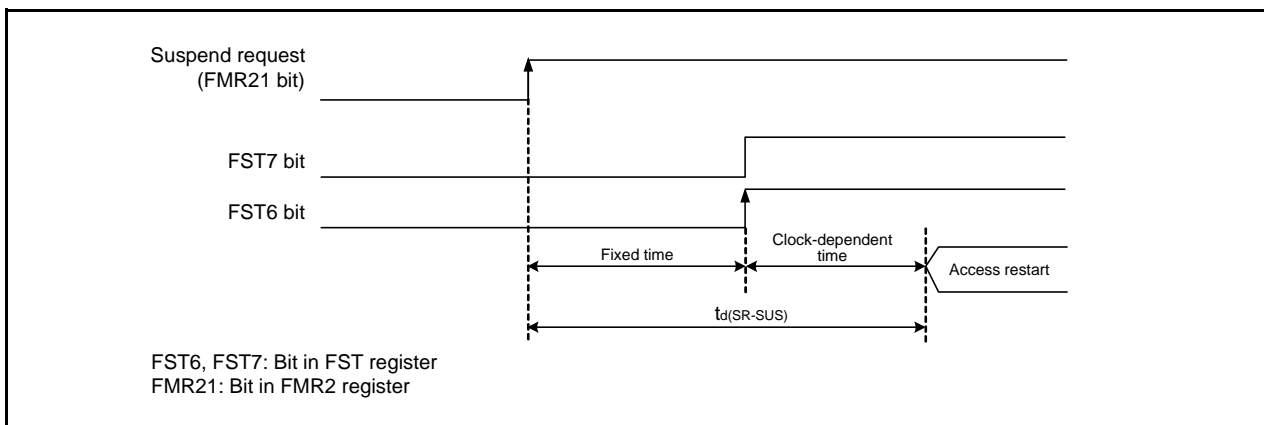 Suspend request
(FMR21 bit)
FST7 bit
FST6 bit
Fixed time
Clock-dependent
time
Access restart
td(SR-SUS)
FST6, FST7: Bit in FST register
FMR21: Bit in FMR2 register